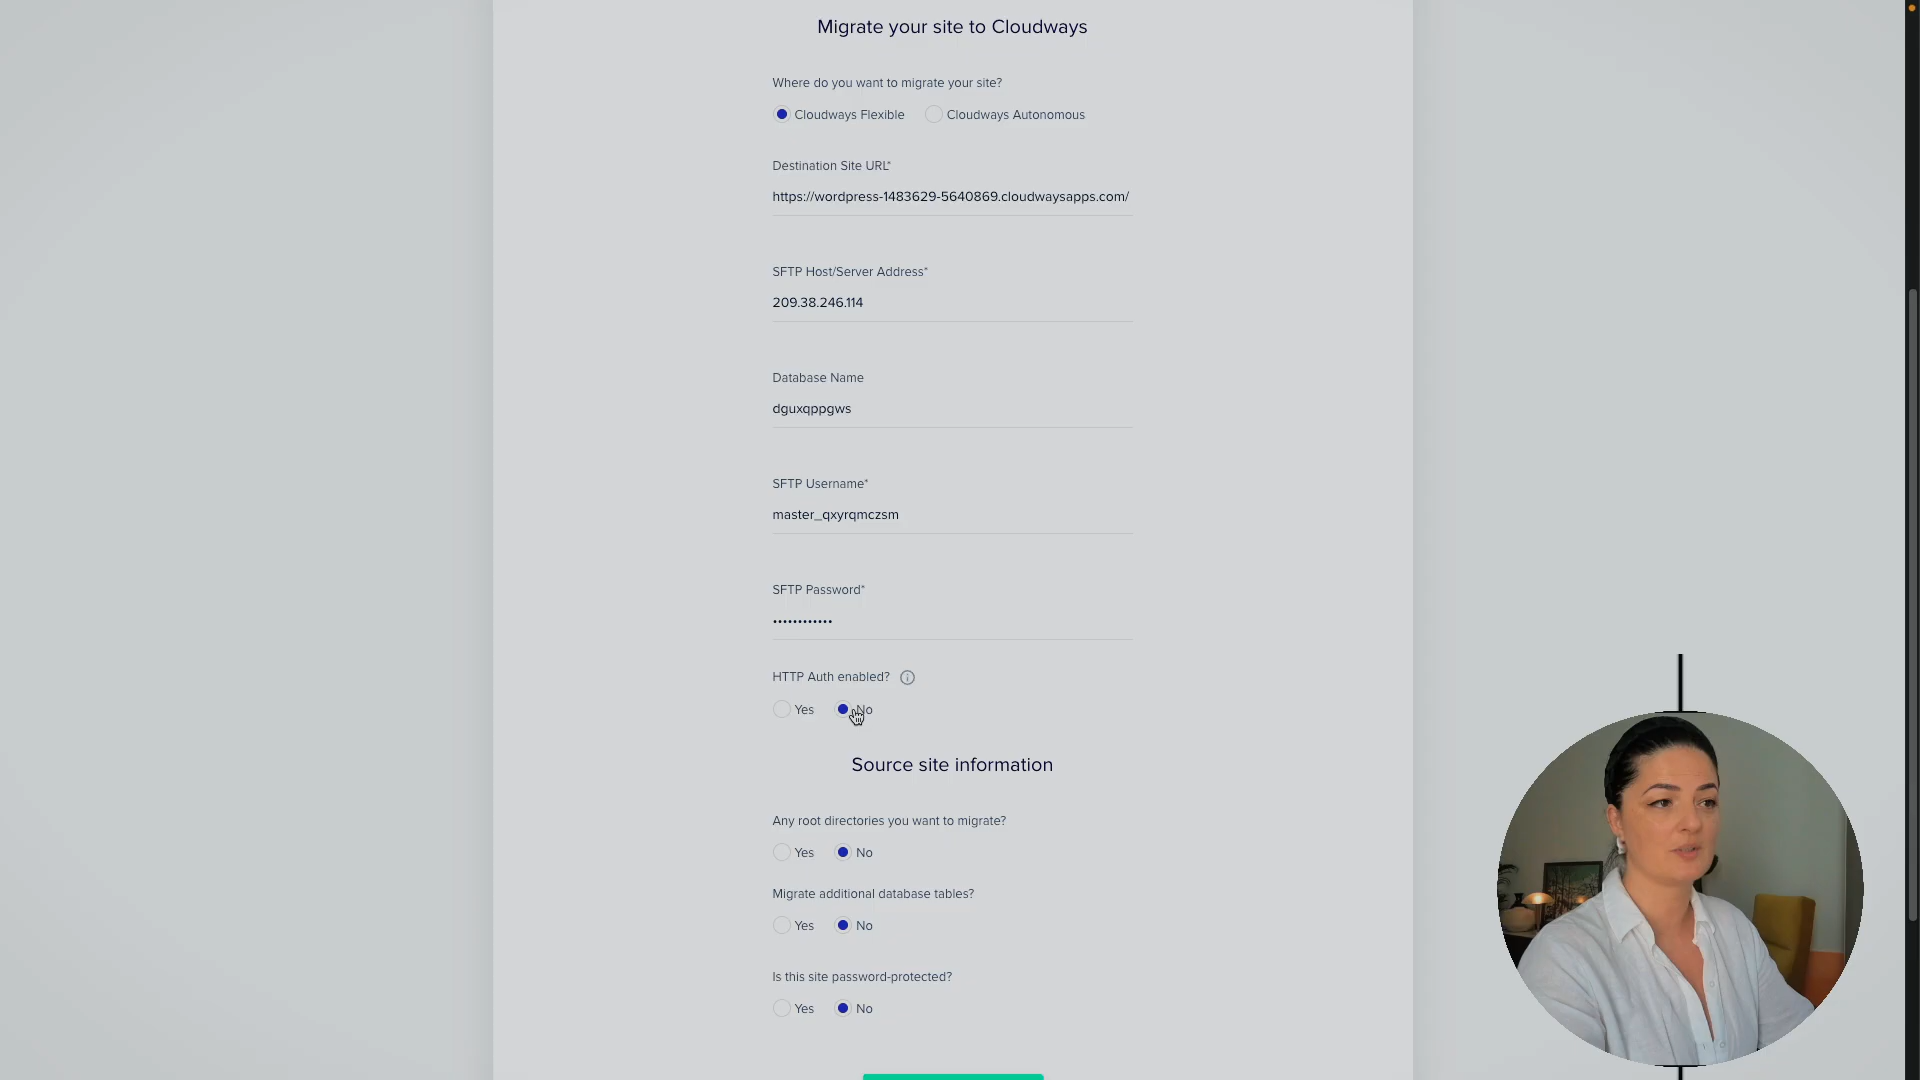 Migrate your site to Cloudways
Where do you want to migrate your site?
Cloudways Flexible Cloudways Autonomous
Destination Site URL*
https://wordpress-1483629-5640869.cloudwaysapps.com/
SFTP Host/Server Address*
209.38.246.114
Database Name
dguxqppgws
SFTP Username*
master_qxyrqmczsm
SFTP Password*
••••••••••••
HTTP Auth enabled?
Yes No
Source site information
Any root directories you want to migrate?
Yes No
Migrate additional database tables?
Yes No
Is this site password-protected?
Yes No